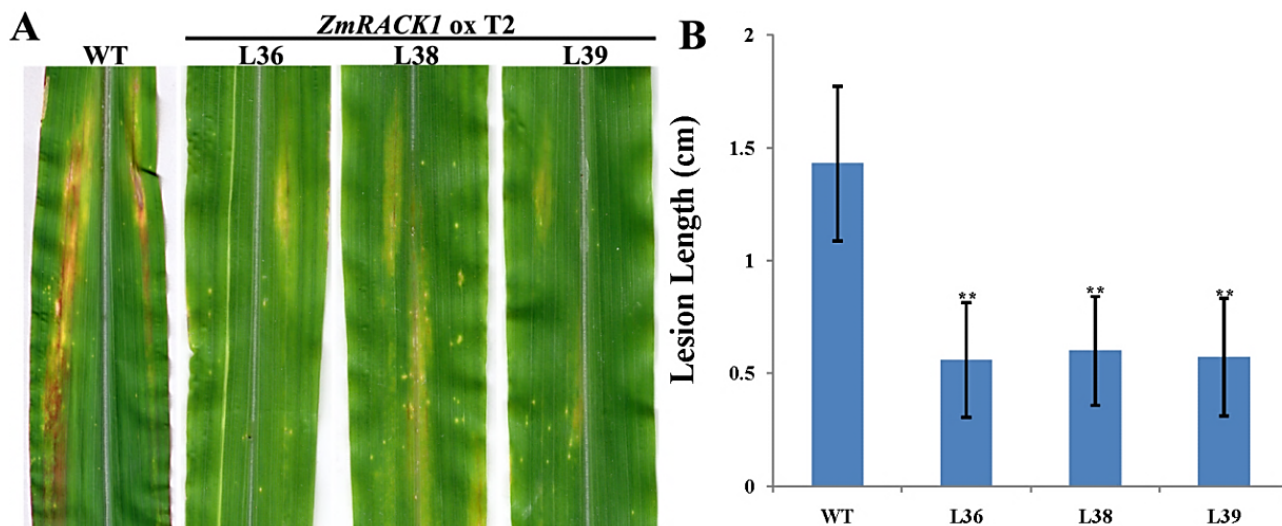 A
ZmRACK1 ox T2
WT L36 L38 L39
B
Lesion Length (cm)
2
1.5
1
0.5
0
** ** **
WT L36 L38 L39